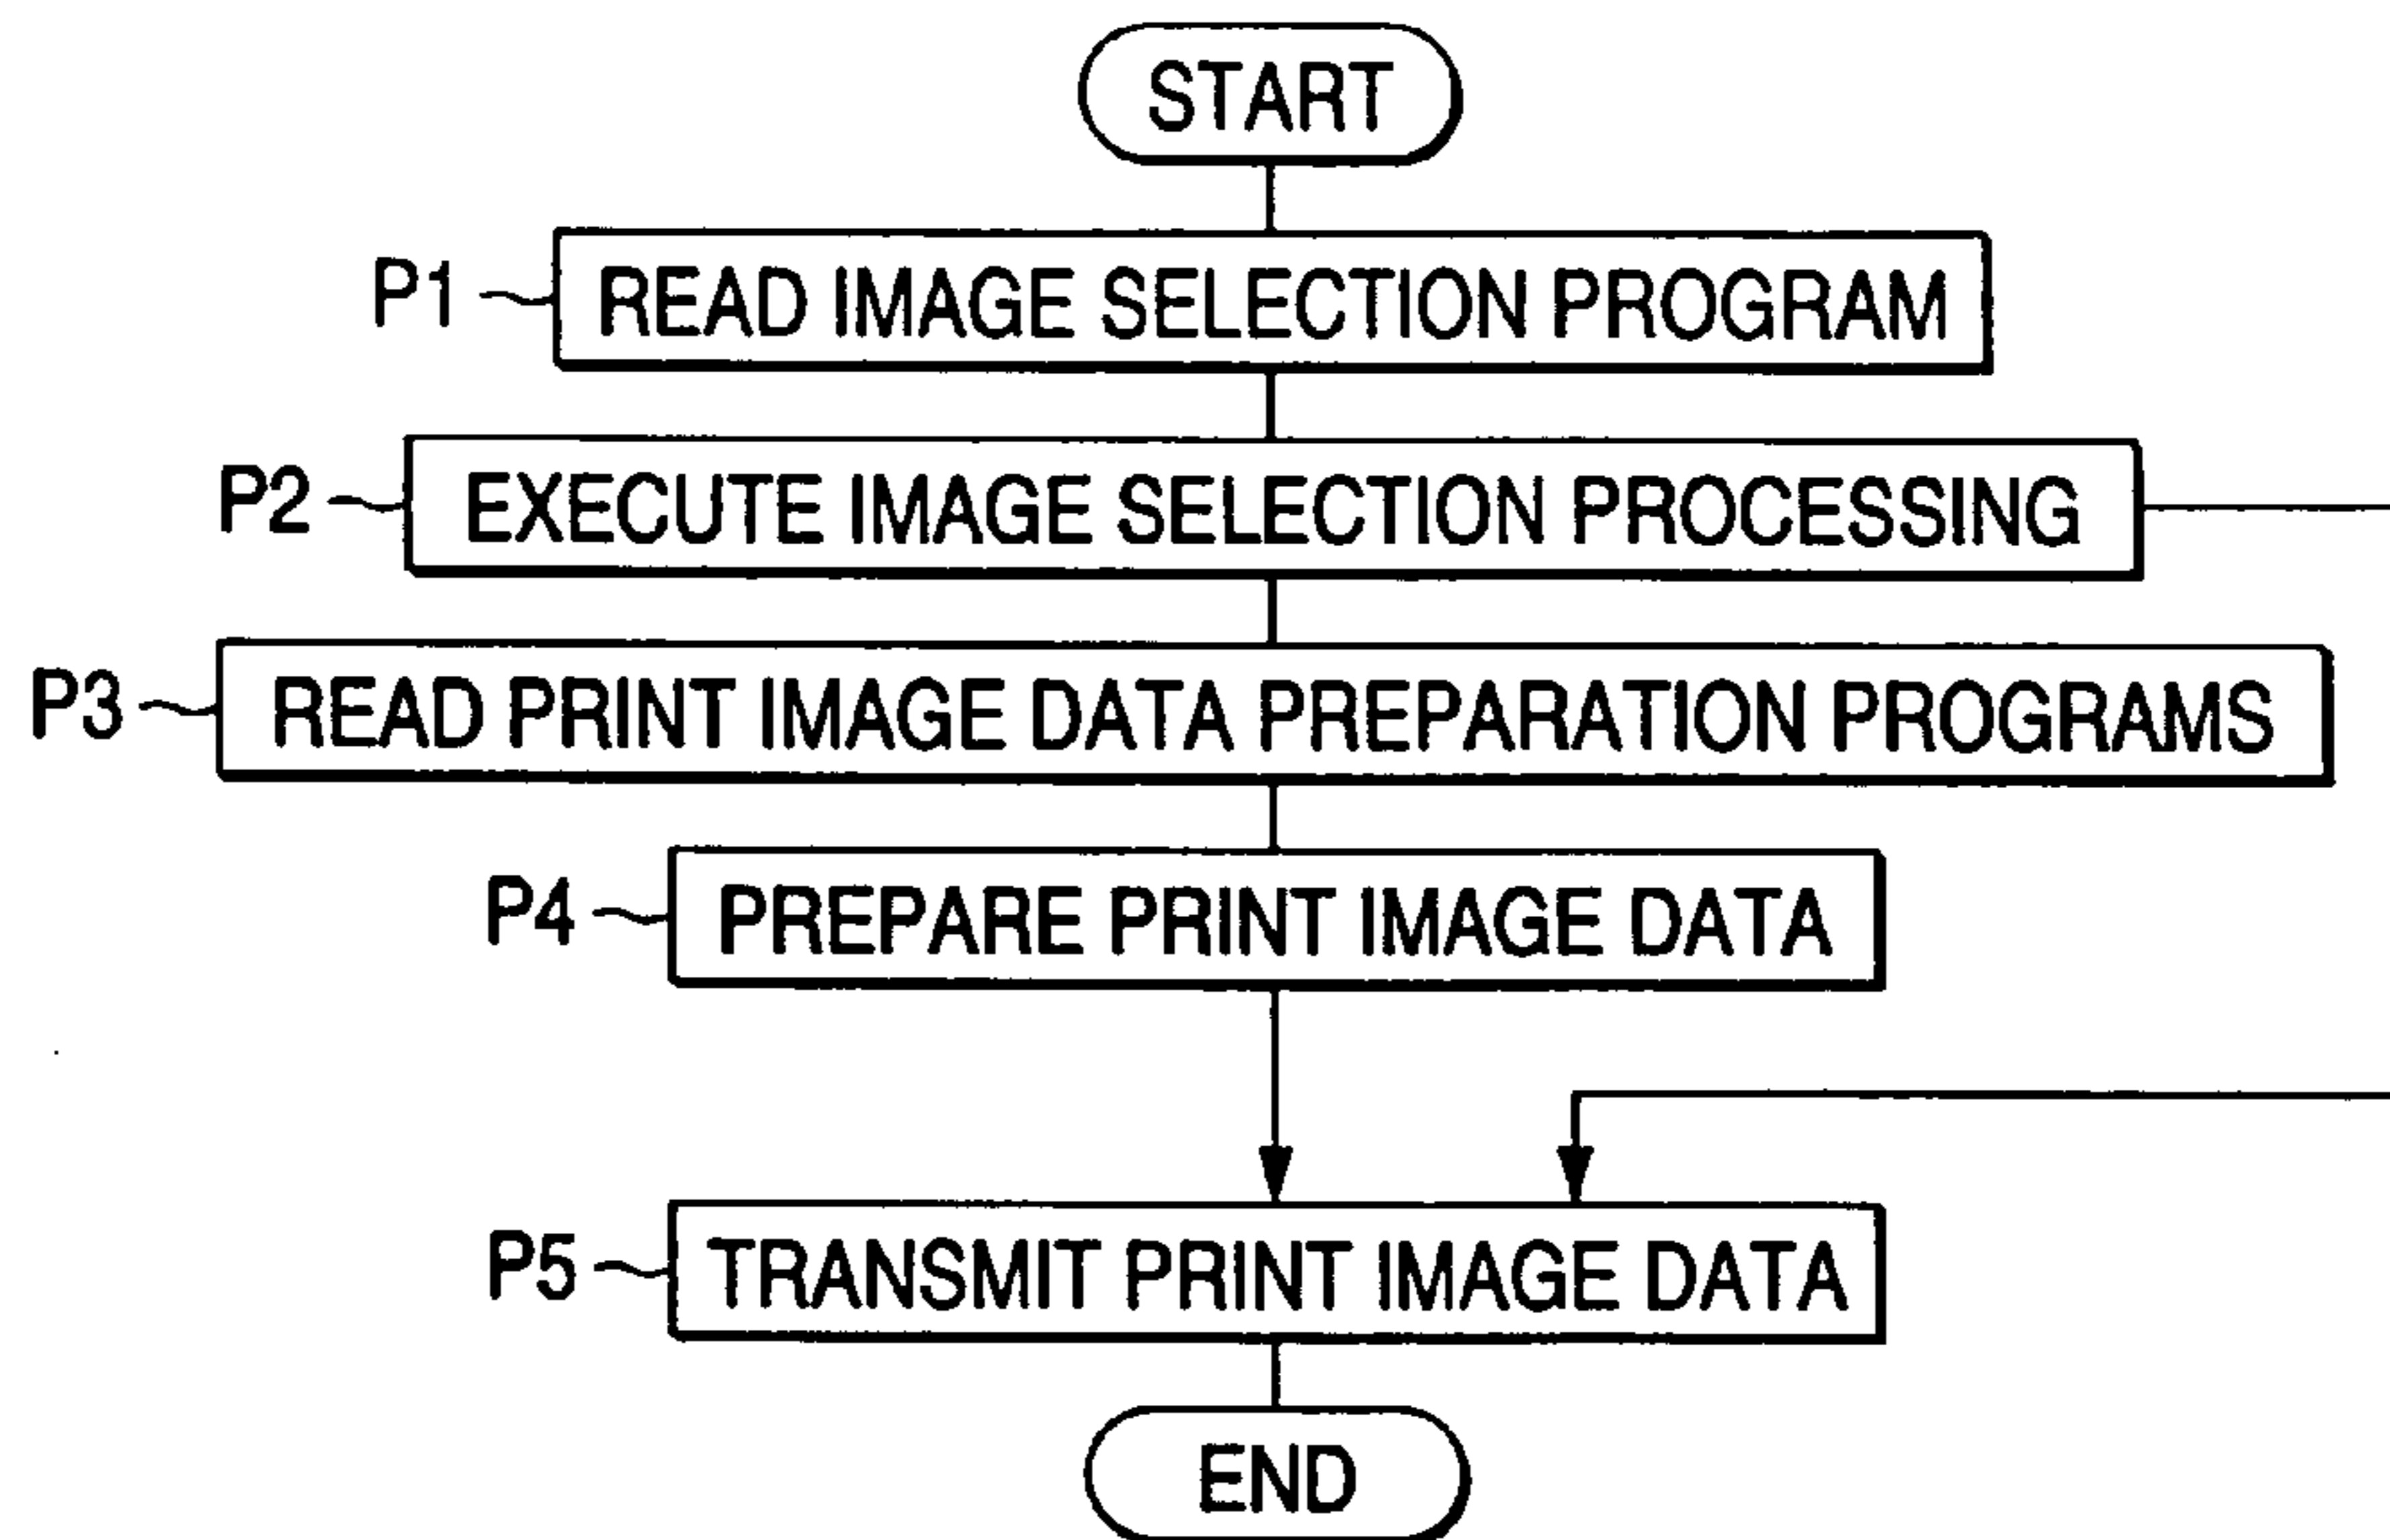 START
P1 READ IMAGE SELECTION PROGRAM
P2 EXECUTE IMAGE SELECTION PROCESSING
P3 READ PRINT IMAGE DATA PREPARATION PROGRAMS
P4 PREPARE PRINT IMAGE DATA
P5 TRANSMIT PRINT IMAGE DATA
END